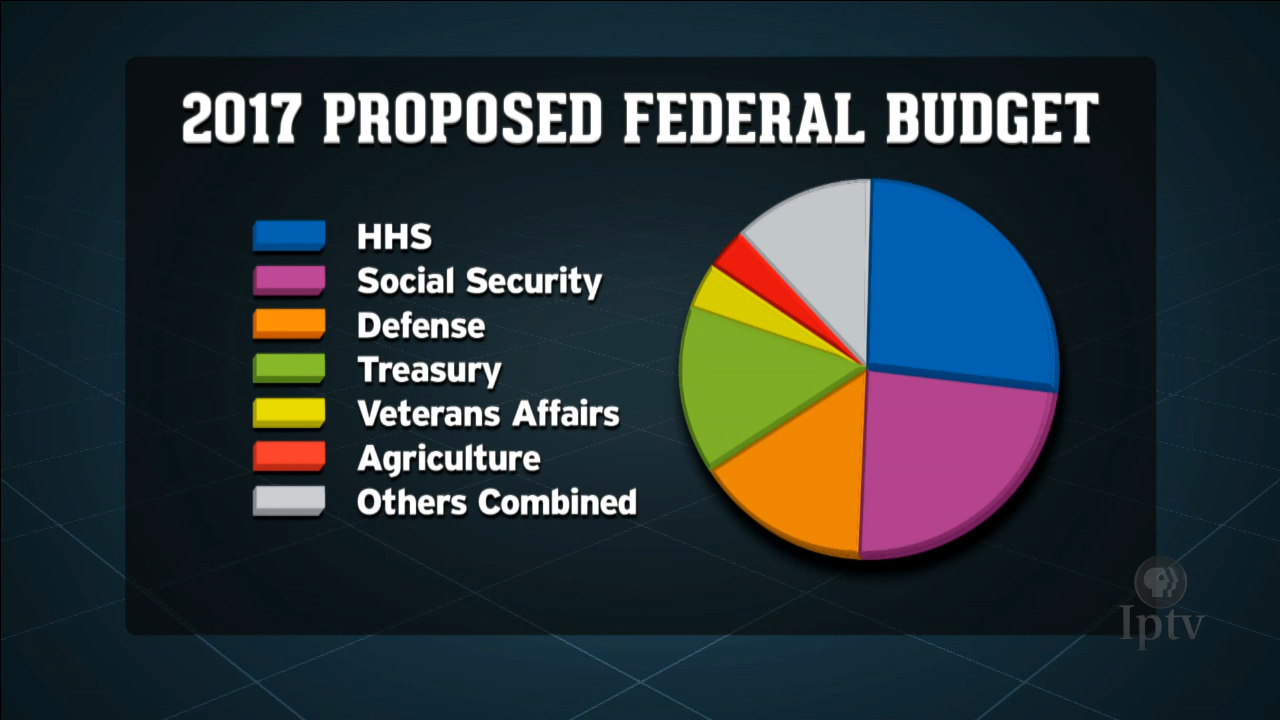 2017 PROPOSED FEDERAL BUDGET
HHS
Social Security
Defense
Treasury
Veterans Affairs
Agriculture
Others Combined
Iptv